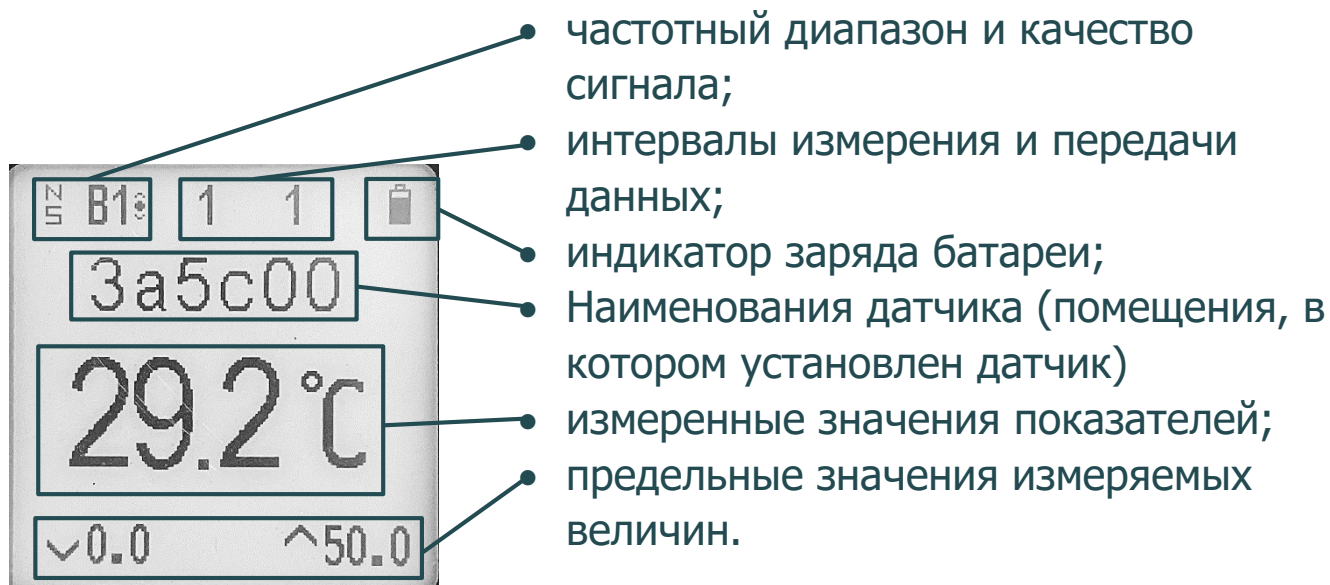 • частотный диапазон и качество
сигнала;
• интервалы измерения и передачи
данных;
• индикатор заряда батареи;
• Наименования датчика (помещения, в
котором установлен датчик)
• измеренные значения показателей;
• предельные значения измеряемых
величин.
N
S B1 1 1
3a5c00
29.2 °C
0.0 50.0